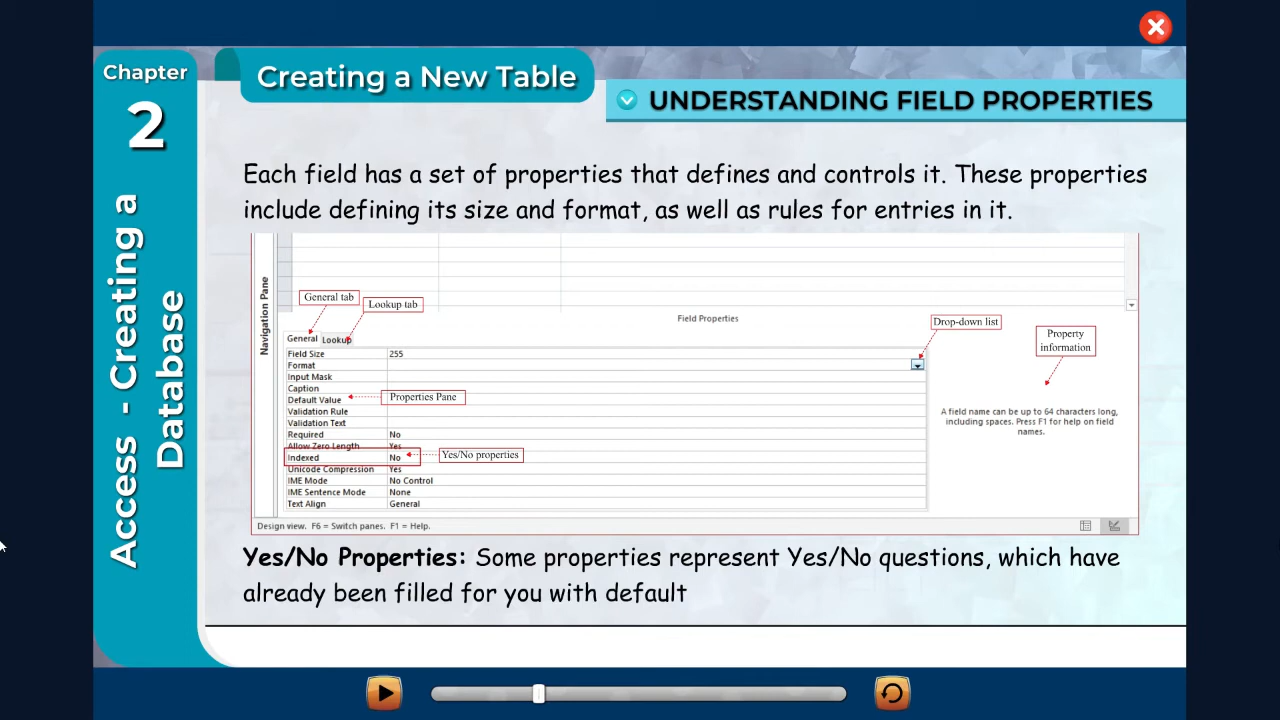 Chapter
2
Access - Creating a
Database
Creating a New Table
UNDERSTANDING FIELD PROPERTIES
Each field has a set of properties that defines and controls it. These properties
include defining its size and format, as well as rules for entries in it.
Navigation Pane
General tab
Lookup tab
Field Properties
Drop-down list
Property
information
General Lookup
Field Size 255
Format
Input Mask
Caption
Default Value
Properties Pane
Validation Rule
Validation Text
Required No
Allow Zero Length Yes
Indexed No
Yes/No properties
Unicode Compression Yes
IME Mode No Control
IME Sentence Mode None
Text Align General
A field name can be up to 64 characters long,
including spaces. Press F1 for help on field
names.
Design view. F6 = Switch panes. F1 = Help.
Yes/No Properties: Some properties represent Yes/No questions, which have
already been filled for you with default